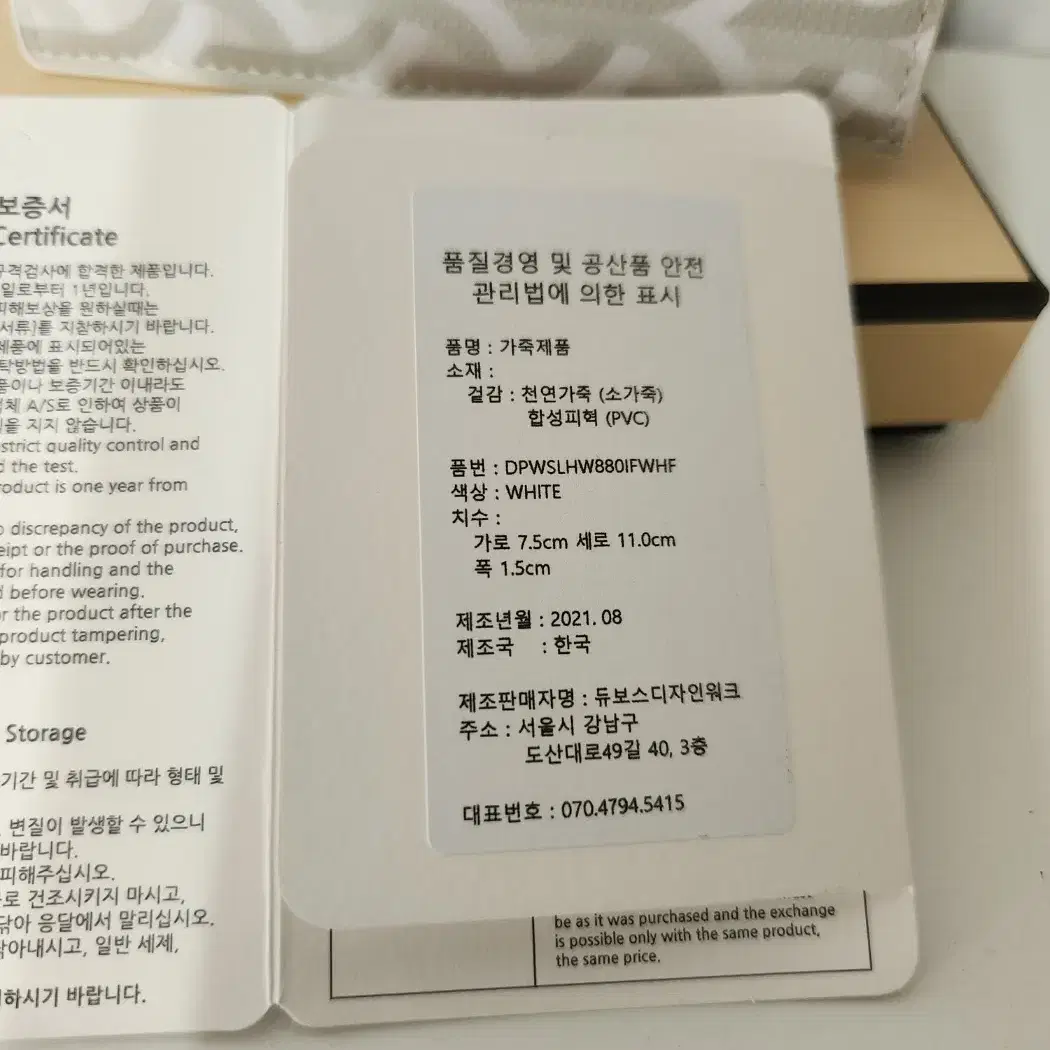 보증서
Certificate
규격검사에 합격한 제품입니다.
일로부터 1년입니다.
피해보상을 원하실때는
서류]를 지참하시기 바랍니다.
제품에 표시되어있는
탁방법을 반드시 확인하십시오.
품이나 보증기간 이내라도
A/S로 인하여 상품이
지지 않습니다.
strict quality control and
the test.
product is one year from
discrepancy of the product,
receipt or the proof of purchase.
for handling and the
before wearing.
or the product after the
product tampering,
by customer.
Storage
기간 및 취급에 따라 형태 및
변질이 발생할 수 있으니
바랍니다.
피해주십시오.
로 건조시키지 마시고,
닦아 응달에서 말리십시오.
닦아내시고, 일반 세제,
하시기 바랍니다.
품질경영 및 공산품 안전
관리법에 의한 표시
품명 : 가죽제품
소재 :
겉감 : 천연가죽 (소가죽)
합성피혁 (PVC)
품번 : DPWSLHW880IFWHF
색상 : WHITE
치수 :
가로 7.5cm 세로 11.0cm
폭 1.5cm
제조년월 : 2021. 08
제조국 : 한국
제조판매자명 : 듀보스디자인워크
주소 : 서울시 강남구
도산대로49길 40, 3층
대표번호 : 070.4794.5415
be as it was purchased and the exchange
is possible only with the same product,
the same price.